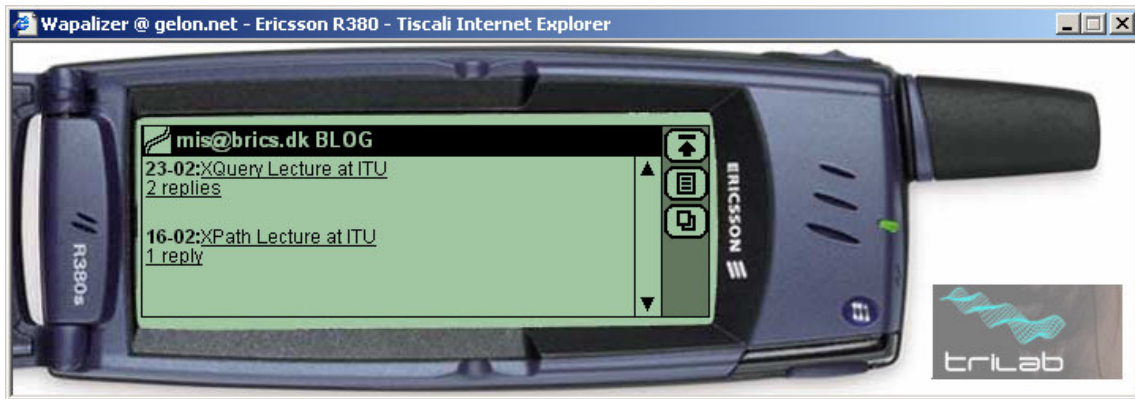 Wapalizer @ gelon.net - Ericsson R380 - Tiscali Internet Explorer
mis@brics.dk BLOG
23-02:XQuery Lecture at ITU
2 replies
16-02:XPath Lecture at ITU
1 reply
ERICSSON
R380s
trilab